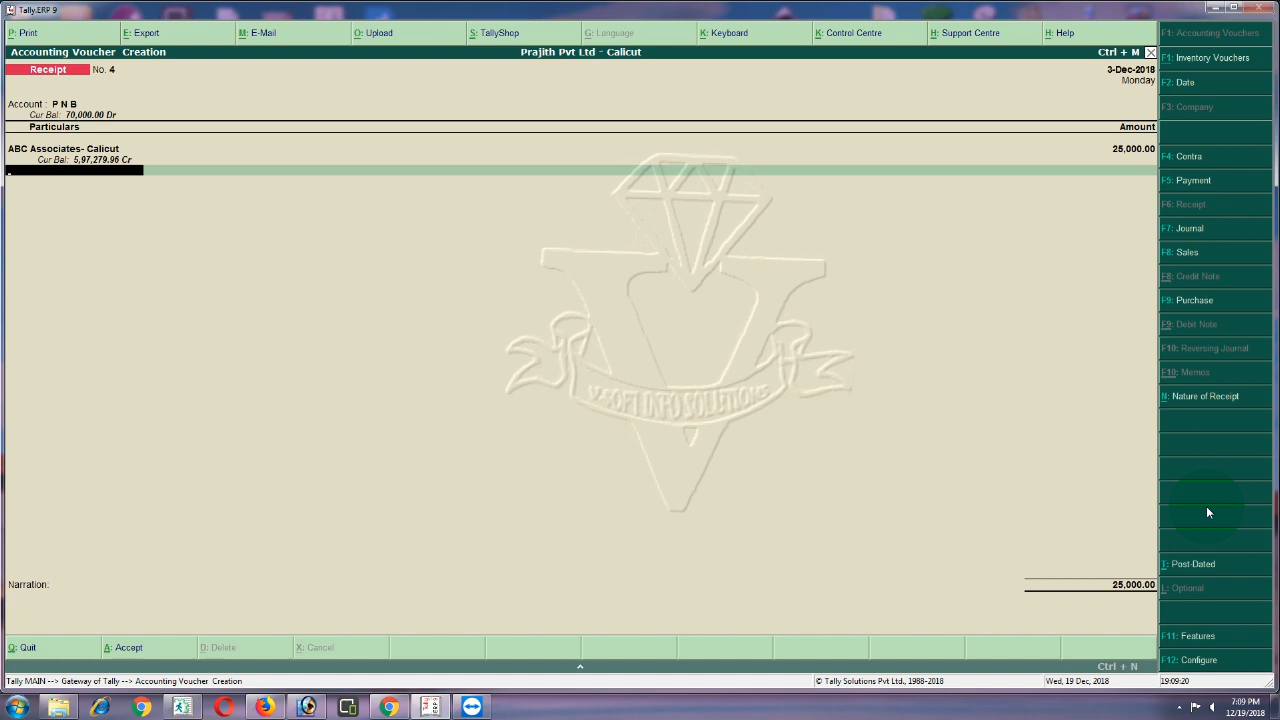 Tally.ERP 9
P: Print
E: Export
M: E-Mail
O: Upload
S: TallyShop
G: Language
K: Keyboard
K: Control Centre
H: Support Centre
H: Help
Accounting Voucher Creation
Prajith Pvt Ltd - Calicut
Ctrl + M
Receipt No. 4
3-Dec-2018
Monday
Account : P N B
Cur Bal: 70,000.00 Dr
Particulars
Amount
ABC Associates- Calicut
25,000.00
Cur Bal: 5,97,279.96 Cr
V-SOFT INFO SOLUTIONS
Narration:
25,000.00
F1: Accounting Vouchers
F1: Inventory Vouchers
F2: Date
F3: Company
F4: Contra
F5: Payment
F6: Receipt
F7: Journal
F8: Sales
F8: Credit Note
F9: Purchase
F9: Debit Note
F10: Reversing Journal
F10: Memos
N: Nature of Receipt
T: Post-Dated
L: Optional
F11: Features
F12: Configure
Q: Quit
A: Accept
D: Delete
X: Cancel
Ctrl + N
Tally MAIN --> Gateway of Tally --> Accounting Voucher Creation
© Tally Solutions Pvt Ltd., 1988-2018
Wed, 19 Dec, 2018
19:09:20
7:09 PM
12/19/2018